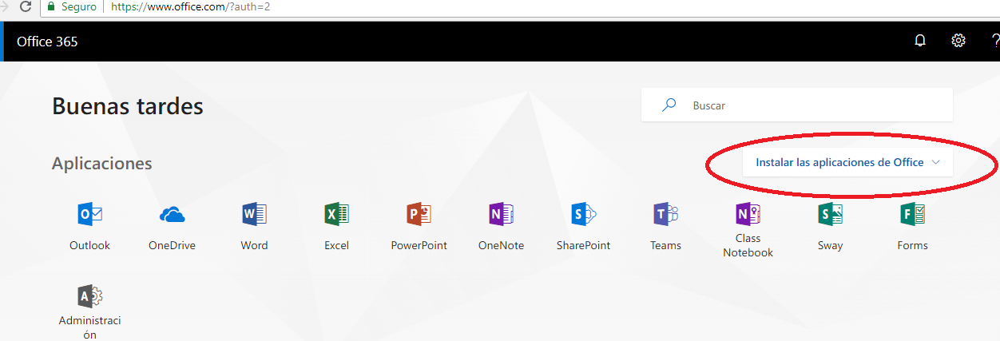 Seguro https://www.office.com/?auth=2
Office 365
Buenas tardes
Buscar
Aplicaciones
Instalar las aplicaciones de Office
Outlook
OneDrive
Word
Excel
PowerPoint
OneNote
SharePoint
Teams
Class
Notebook
Sway
Forms
Administraci
ón